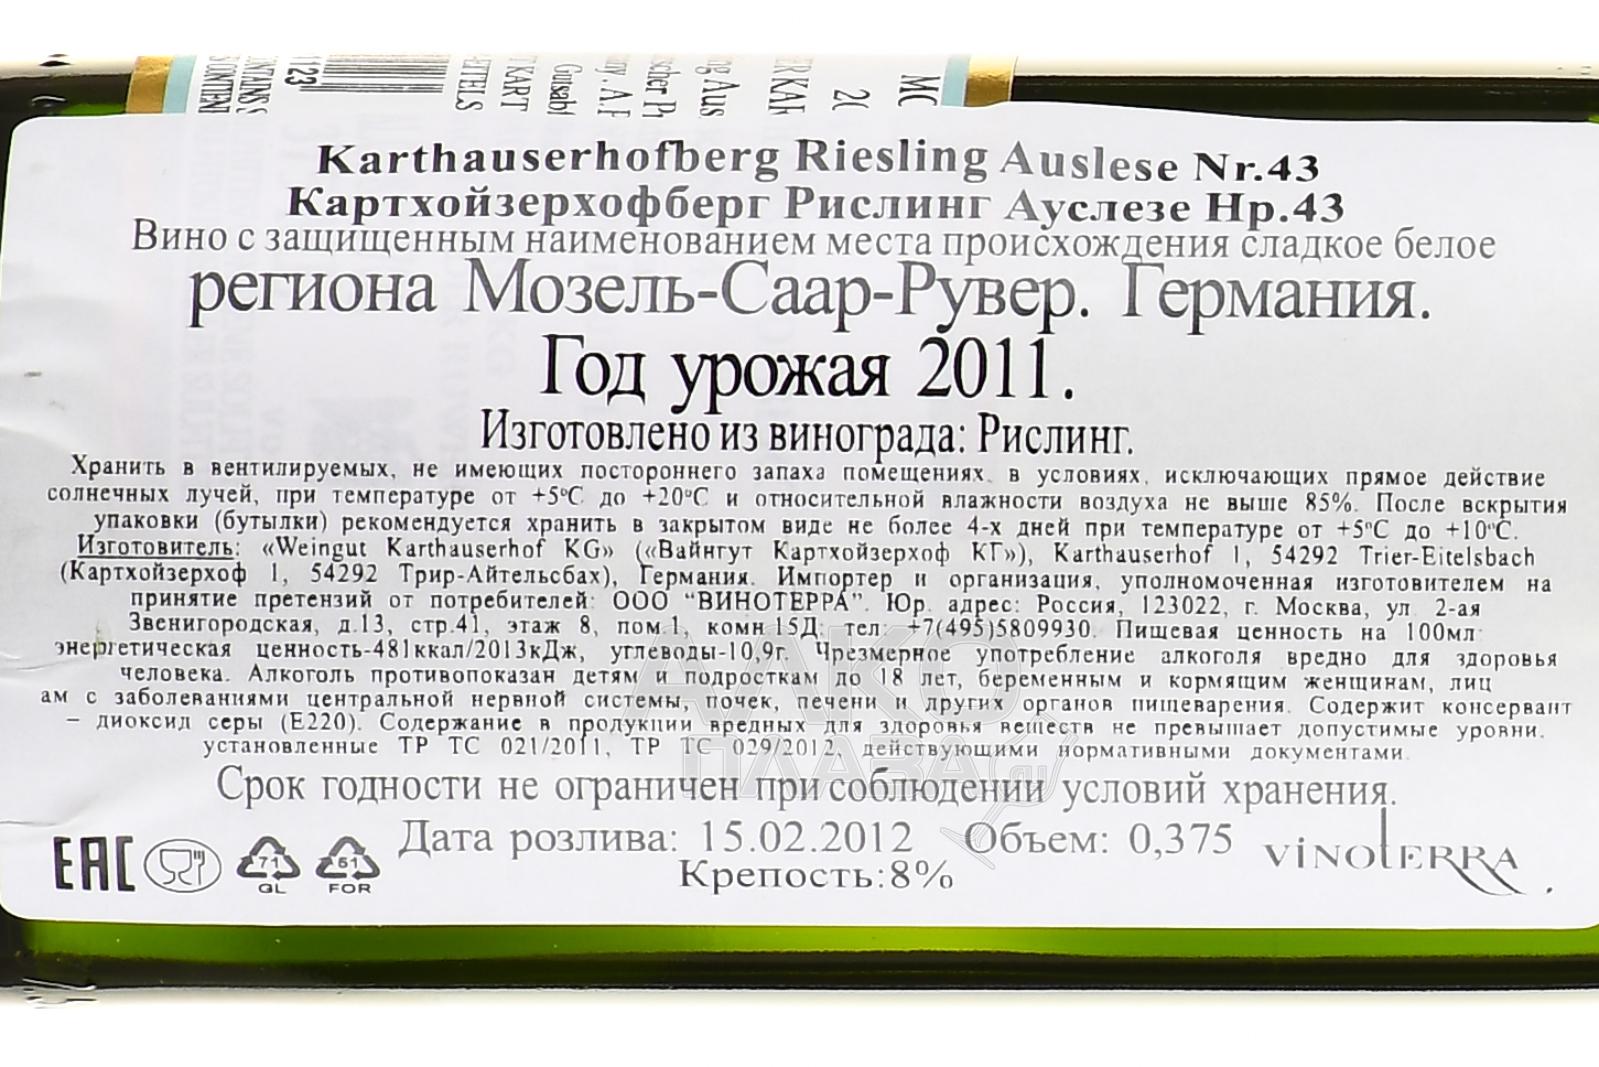 Karthauserhofberg Riesling Auslese Nr.43
Картхойзерхофберг Рислинг Ауслезе Нр.43
Вино с защищенным наименованием места происхождения сладкое белое
региона Мозель-Саар-Рувер. Германия.
Год урожая 2011.
Изготовлено из винограда: Рислинг.
Хранить в вентилируемых, не имеющих постороннего запаха помещениях, в условиях, исключающих прямое действие
солнечных лучей, при температуре от +5°С до +20°С и относительной влажности воздуха не выше 85%. После вскрытия
упаковки (бутылки) рекомендуется хранить в закрытом виде не более 4-х дней при температуре от +5°С до +10°С.
Изготовитель: «Weingut Karthauserhof KG» («Вайнгут Картхойзерхоф КГ»), Karthauserhof 1, 54292 Trier-Eitelsbach
(Картхойзерхоф 1, 54292 Трир-Айтельсбах), Германия. Импортер и организация, уполномоченная изготовителем на
принятие претензий от потребителей: ООО "ВИНОТЕРРА". Юр. адрес: Россия, 123022, г. Москва, ул. 2-ая
Звенигородская, д.13, стр.41, этаж 8, пом.1, комн.15Д; тел: +7(495)5809930. Пищевая ценность на 100мл:
энергетическая ценность-481ккал/2013кДж, углеводы-10,9г. Чрезмерное употребление алкоголя вредно для здоровья
человека. Алкоголь противопоказан детям и подросткам до 18 лет, беременным и кормящим женщинам, лиц
ам с заболеваниями центральной нервной системы, почек, печени и других органов пищеварения. Содержит консервант
– диоксид серы (Е220). Содержание в продукции вредных для здоровья веществ не превышает допустимые уровни,
установленные ТР ТС 021/2011, ТР ТС 029/2012, действующими нормативными документами.
Срок годности не ограничен при соблюдении условий хранения.
Дата розлива: 15.02.2012 Объем: 0,375
Крепость:8%
EAC
71
GL
51
FOR
VINOTERRA
АЛКО
ПЛАЗА
.ru